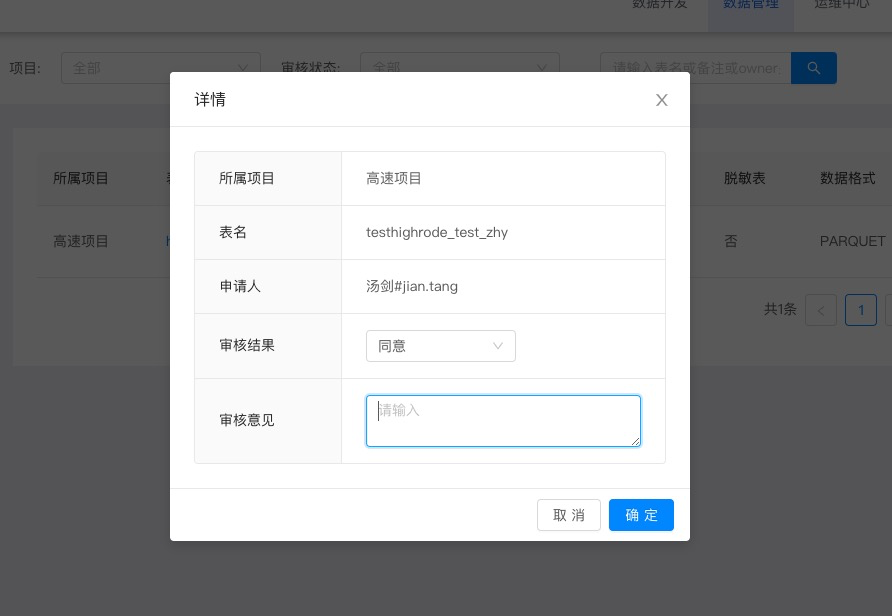 数据开发 数据管理 运维中心
项目: 全部 审核状态: 全部 请输入表名或备注或owner
详情
所属项目 脱敏表 数据格式
所属项目 高速项目
表名 testhighrode_test_zhy
高速项目 否 PARQUET
申请人 汤剑#jian.tang
共1条 < 1
审核结果 同意
审核意见 请输入
取 消 确 定